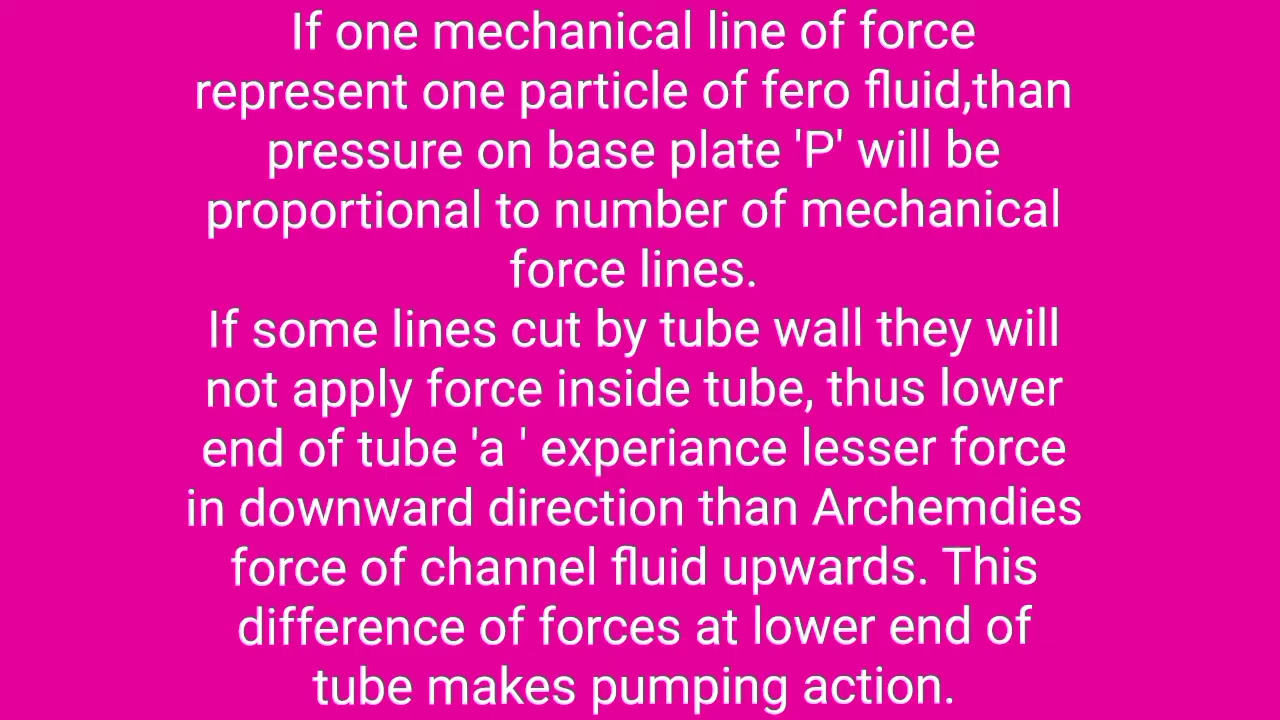 If one mechanical line of force
represent one particle of fero fluid,than
pressure on base plate 'P' will be
proportional to number of mechanical
force lines.
If some lines cut by tube wall they will
not apply force inside tube, thus lower
end of tube 'a ' experiance lesser force
in downward direction than Archemdies
force of channel fluid upwards. This
difference of forces at lower end of
tube makes pumping action.